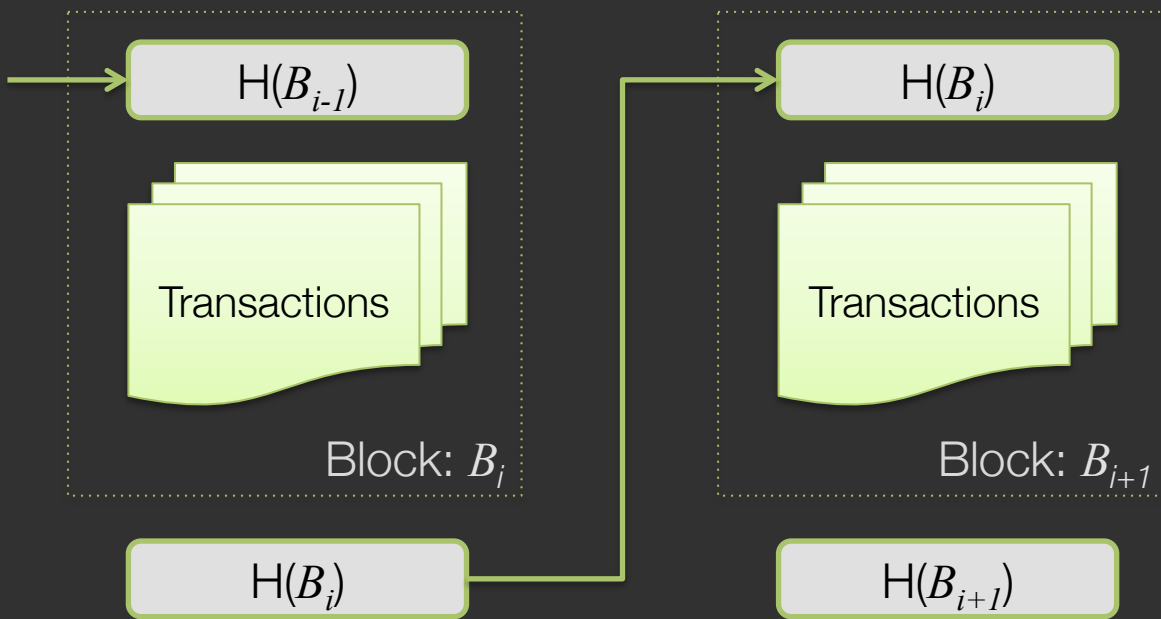 H(B_{i-1})
Transactions
Block: B_i
H(B_i)
H(B_i)
Transactions
Block: B_{i+1}
H(B_{i+1})